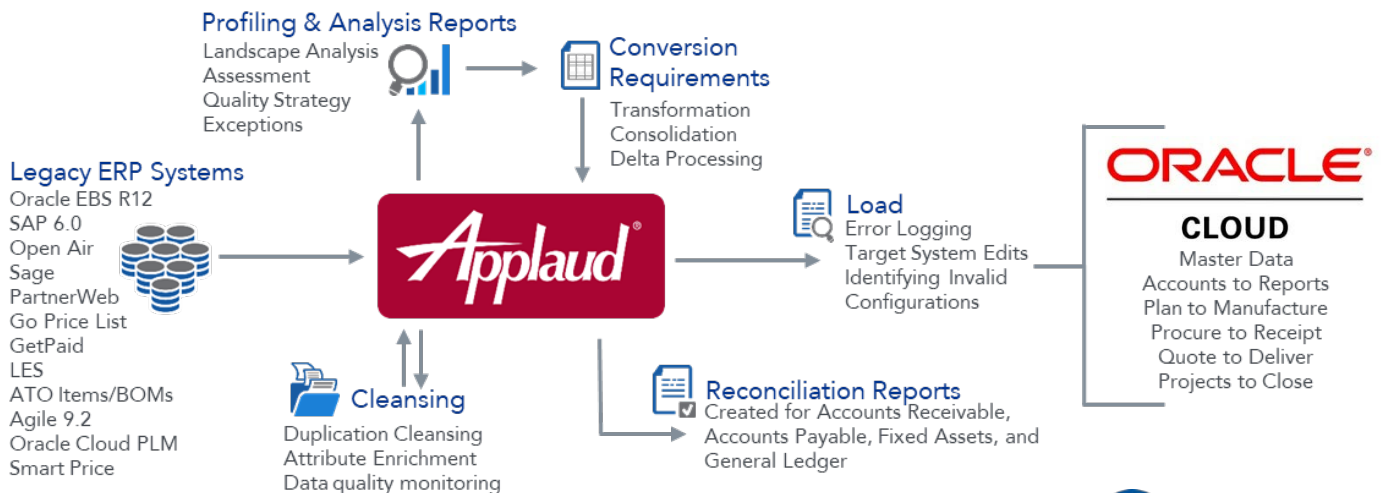 Profiling & Analysis Reports
Landscape Analysis
Assessment
Quality Strategy
Exceptions
Conversion
Requirements
Transformation
Consolidation
Delta Processing
Legacy ERP Systems
Oracle EBS R12
SAP 6.0
Open Air
Sage
PartnerWeb
Go Price List
GetPaid
LES
ATO Items/BOMs
Agile 9.2
Oracle Cloud PLM
Smart Price
Applaud®
Cleansing
Duplication Cleansing
Attribute Enrichment
Data quality monitoring
Load
Error Logging
Target System Edits
Identifying Invalid
Configurations
Reconciliation Reports
Created for Accounts Receivable,
Accounts Payable, Fixed Assets, and
General Ledger
ORACLE®
CLOUD
Master Data
Accounts to Reports
Plan to Manufacture
Procure to Receipt
Quote to Deliver
Projects to Close